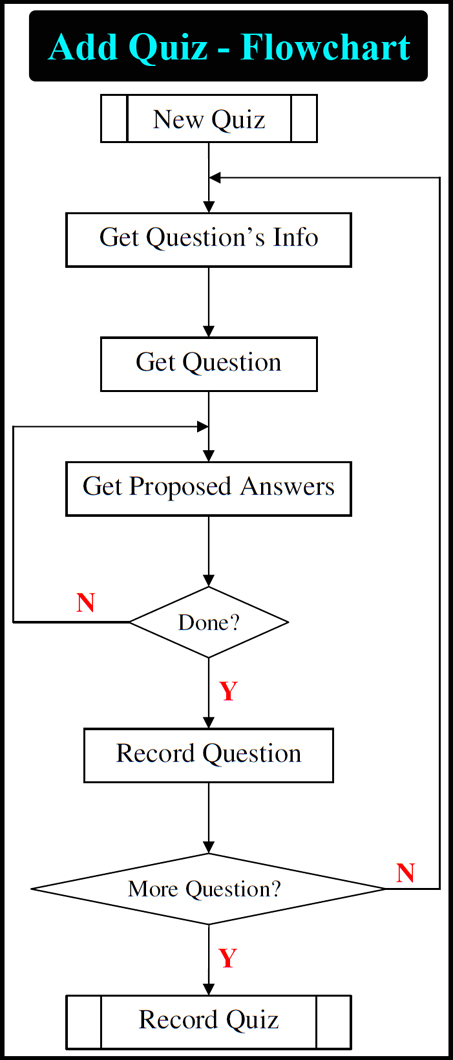 Add Quiz - Flowchart
New Quiz
Get Question’s Info
Get Question
Get Proposed Answers
N
Done?
Y
Record Question
More Question?
N
Y
Record Quiz